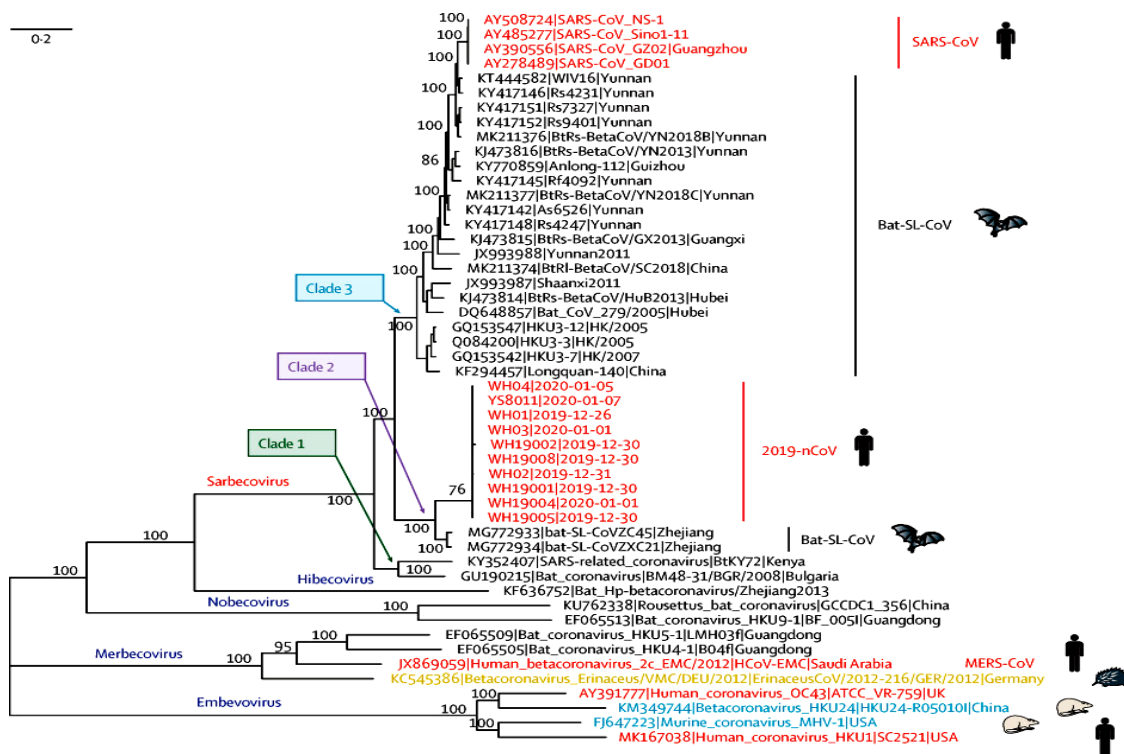 0-2
100
AY508724|SARS-CoV_NS-1
100
AY485277|SARS-CoV_Sino1-11
AY390556|SARS-CoV_GZ02|Guangzhou
SARS-CoV
100
AY278489|SARS-CoV_GD01
KT444582|WIV16|Yunnan
100
KY417146|Rs4231|Yunnan
KY417151|Rs7327|Yunnan
100
KY417152|Rs9401|Yunnan
MK211376|BtRs-BetaCoV/YN2018B|Yunnan
KJ473816|BtRs-BetaCoV/YN2013|Yunnan
86
KY770859|Anlong-112|Guizhou
KY417145|Rf4092|Yunnan
100
MK211377|BtRs-BetaCoV/YN2018C|Yunnan
KY417142|As6526|Yunnan
KY417148|Rs4247|Yunnan
Bat-SL-CoV
100
KJ473815|BtRs-BetaCoV/GX2013|Guangxi
100
JX993988|Yunnan2011
100
MK211374|BtRl-BetaCoV/SC2018|China
JX993987|Shaanxi2011
Clade 3
KJ473814|BtRs-BetaCoV/HuB2013|Hubei
DQ648857|Bat_CoV_279/2005|Hubei
100
GQ153547|HKU3-12|HK/2005
Q084200|HKU3-3|HK/2005
GQ153542|HKU3-7|HK/2007
Clade 2
KF294457|Longquan-140|China
WH04|2020-01-05
YS8011|2020-01-07
100
WH01|2019-12-26
WH03|2020-01-01
Clade 1
WH19002|2019-12-30
2019-nCoV
WH19008|2019-12-30
WH02|2019-12-31
Sarbecovirus
76
WH19001|2019-12-30
100
WH19004|2020-01-01
WH19005|2019-12-30
100
MG772933|bat-SL-CoVZC45|Zhejiang
100
100
MG772934|bat-SL-CoVZXC21|Zhejiang
Bat-SL-CoV
KY352407|SARS-related_coronavirus|BtKY72|Kenya
100
Hibecovirus
GU190215|Bat_coronavirus|BM48-31/BGR/2008|Bulgaria
KF636752|Bat_Hp-betacoronavirus/Zhejiang2013
Nobecovirus
100
KU762338|Rousettus_bat_coronavirus|GCCDC1_356|China
EF065513|Bat_coronavirus_HKU9-1|BF_005I|Guangdong
100
EF065509|Bat_coronavirus_HKU5-1|LMH03f|Guangdong
95
EF065505|Bat_coronavirus_HKU4-1|B04f|Guangdong
Merbecovirus
100
JX869059|Human_betacoronavirus_2c_EMC/2012|HCoV-EMC|Saudi Arabia
MERS-CoV
KC545386|Betacoronavirus_Erinaceus/VMC/DEU/2012|ErinaceusCoV/2012-216/GER/2012|Germany
Embevovirus
100
AY391777|Human_coronavirus_OC43|ATCC_VR-759|UK
100
KM349744|Betacoronavirus_HKU24|HKU24-R05010I|China
100
FJ647223|Murine_coronavirus_MHV-1|USA
MK167038|Human_coronavirus_HKU1|SC2521|USA